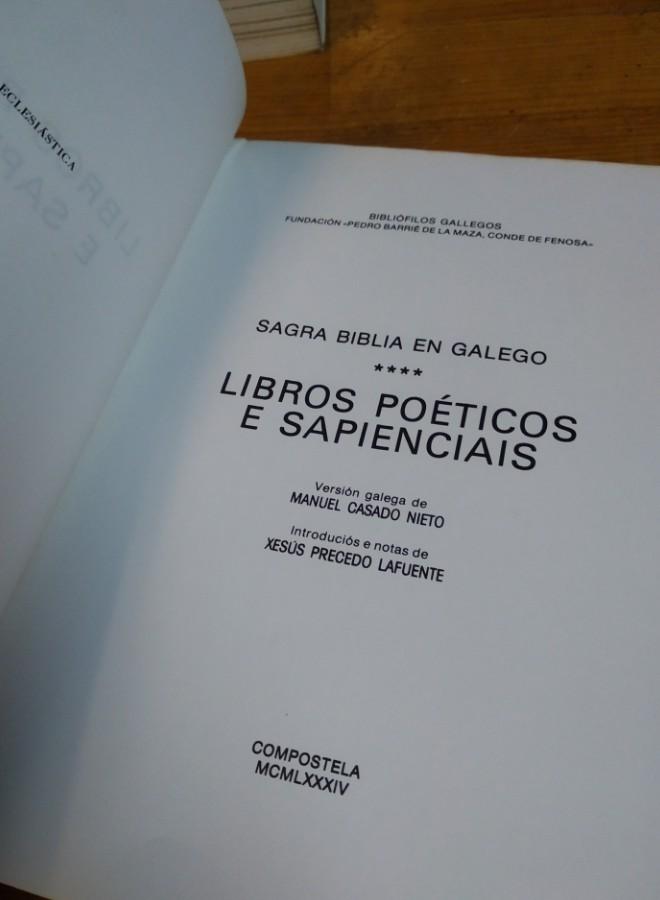 ECLESIÁSTICA
BIBLIÓFILOS GALLEGOS
FUNDACIÓN «PEDRO BARRIÉ DE LA MAZA, CONDE DE FENOSA»
SAGRA BIBLIA EN GALEGO
****
LIBROS POÉTICOS
E SAPIENCIAIS
Versión galega de
MANUEL CASADO NIETO
Introduciós e notas de
XESÚS PRECEDO LAFUENTE
COMPOSTELA
MCMLXXXIV